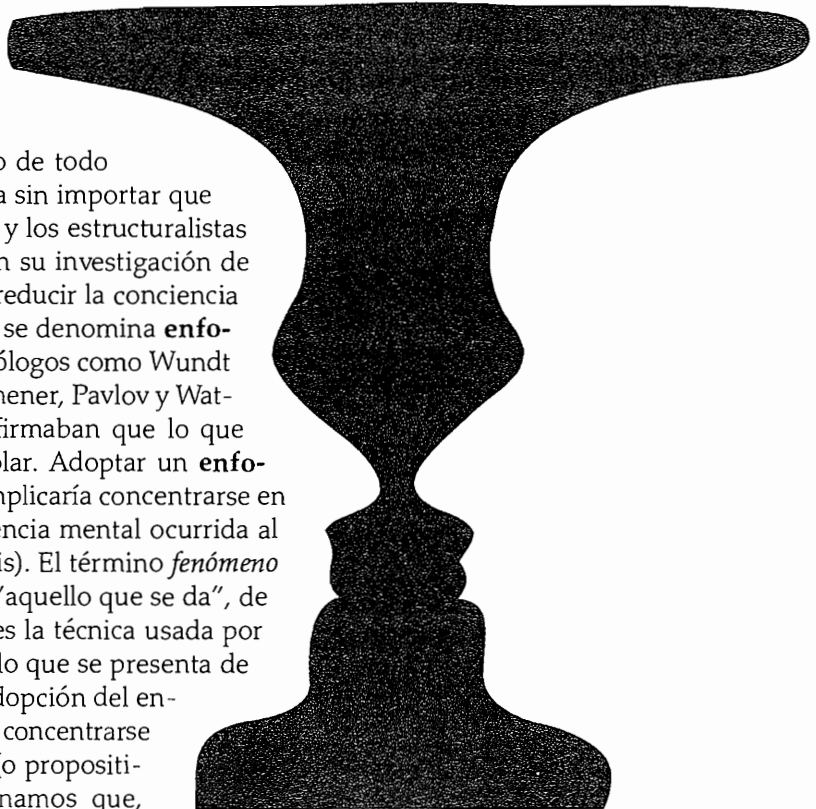 o de todo
a sin importar que
y los estructuralistas
n su investigación de
reducir la conciencia
se denomina enfo-
ólogos como Wundt
hener, Pavlov y Wat-
firmaban que lo que
lar. Adoptar un enfo-
mplicaría concentrarse en
encia mental ocurrida al
is). El término fenómeno
"aquello que se da", de
es la técnica usada por
lo que se presenta de
dopción del en-
concentrarse
(o propositi-
namos que,